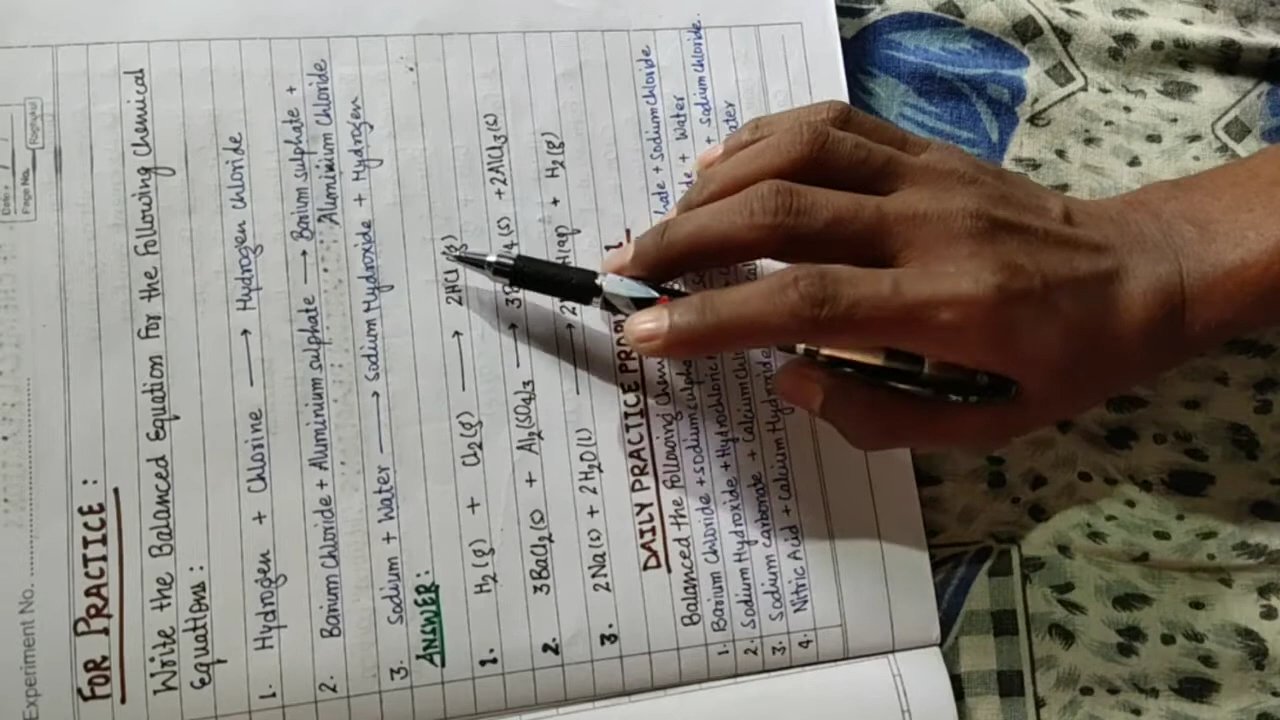 Experiment No.
Date
Page No.
FOR PRACTICE :
Write the Balanced Equation For the Following Chemical
Equations :
1. Hydrogen + Chlorine → Hydrogen chloride
2. Barium Chloride + Aluminium sulphate → Barium sulphate +
Aluminium Chloride
3. Sodium + Water → Sodium Hydroxide + Hydrogen
ANSWER :
1. H₂(g) + Cl₂(g) → 2HCl(g)
2. 3BaCl₂(s) + Al₂(SO₄)₃ → 3B 4(s) + 2AlCl₃(s)
3. 2Na(s) + 2H₂O(l) → 2 H(aq) + H₂(g)
DAILY PRACTICE
Balanced the Following
1. Barium Chloride + sodium + sodium chloride
2. Sodium Hydroxide + Hydrochloric + Water
3. Sodium carbonate + Calcium + sodium chloride.
4. Nitric Acid + Calcium Hydroxide